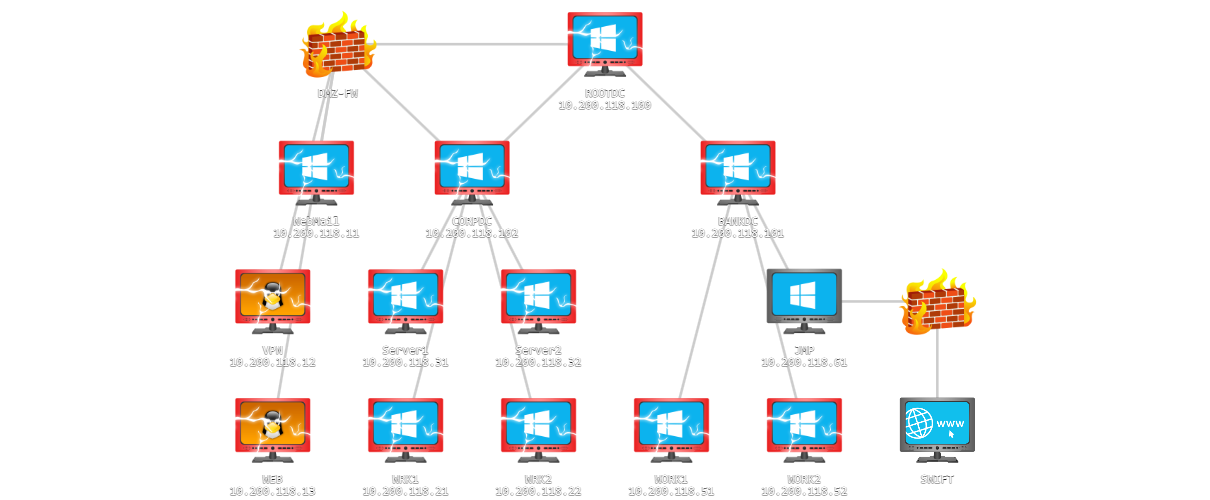 DMZ-FW
ROOTDC
10.200.118.100
WebMail
10.200.118.11
CORPDC
10.200.118.102
BANKDC
10.200.118.101
VPN
10.200.118.12
Server1
10.200.118.31
Server2
10.200.118.32
JMP
10.200.118.61
WEB
10.200.118.13
WRK1
10.200.118.21
WRK2
10.200.118.22
WORK1
10.200.118.51
WORK2
10.200.118.52
www
SWIFT